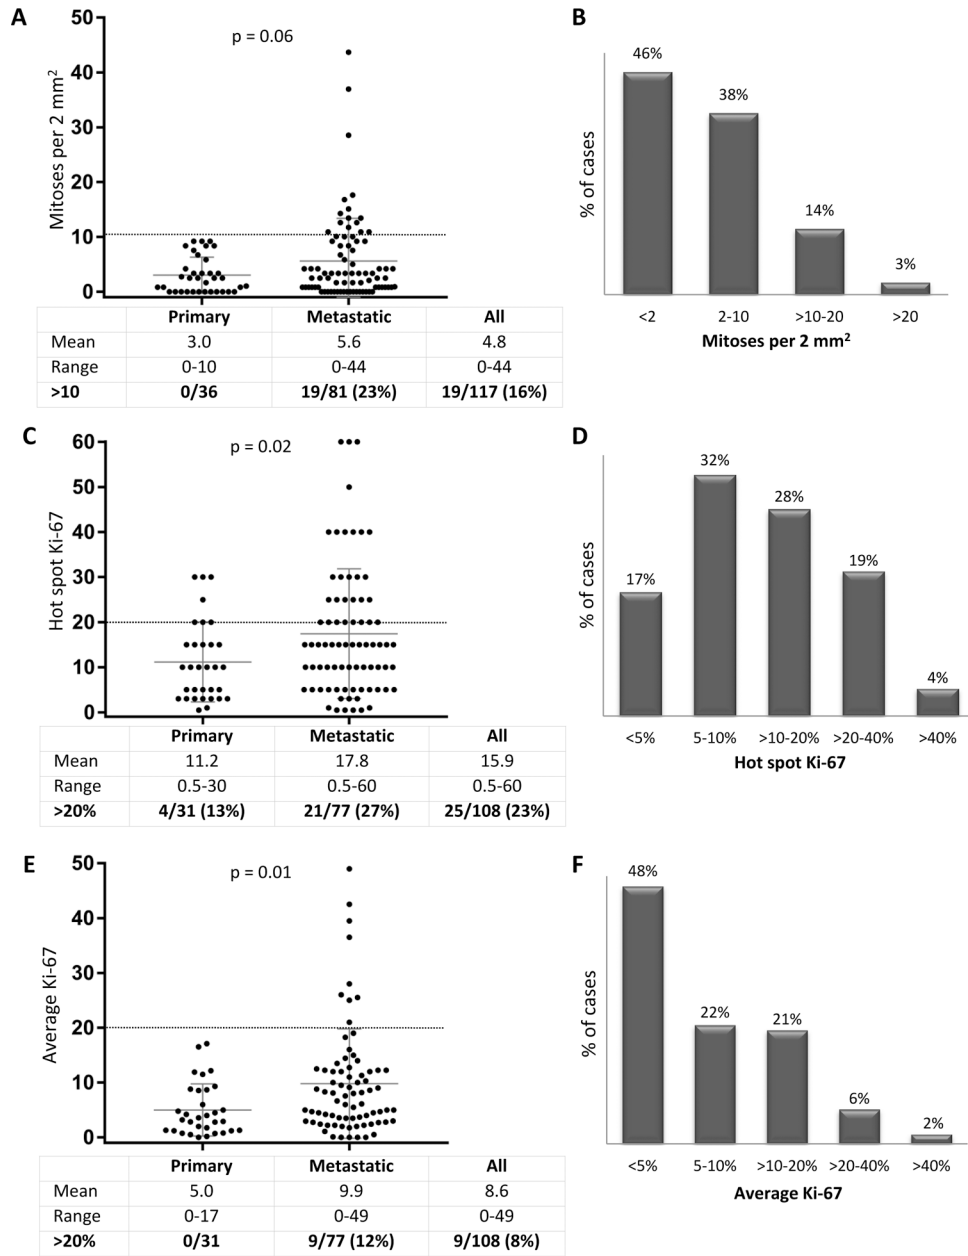 A
p = 0.06
Mitoses per 2 mm²
50
40
30
20
10
0
Primary Metastatic All
Mean 3.0 5.6 4.8
Range 0-10 0-44 0-44
>10 0/36 19/81 (23%) 19/117 (16%)
B
% of cases
46%
38%
14%
3%
<2 2-10 >10-20 >20
Mitoses per 2 mm²
C
p = 0.02
Hot spot Ki-67
60
50
40
30
20
10
0
Primary Metastatic All
Mean 11.2 17.8 15.9
Range 0.5-30 0.5-60 0.5-60
>20% 4/31 (13%) 21/77 (27%) 25/108 (23%)
D
% of cases
17%
32%
28%
19%
4%
<5% 5-10% >10-20% >20-40% >40%
Hot spot Ki-67
E
p = 0.01
Average Ki-67
50
40
30
20
10
0
Primary Metastatic All
Mean 5.0 9.9 8.6
Range 0-17 0-49 0-49
>20% 0/31 9/77 (12%) 9/108 (8%)
F
% of cases
48%
22%
21%
6%
2%
<5% 5-10% >10-20% >20-40% >40%
Average Ki-67